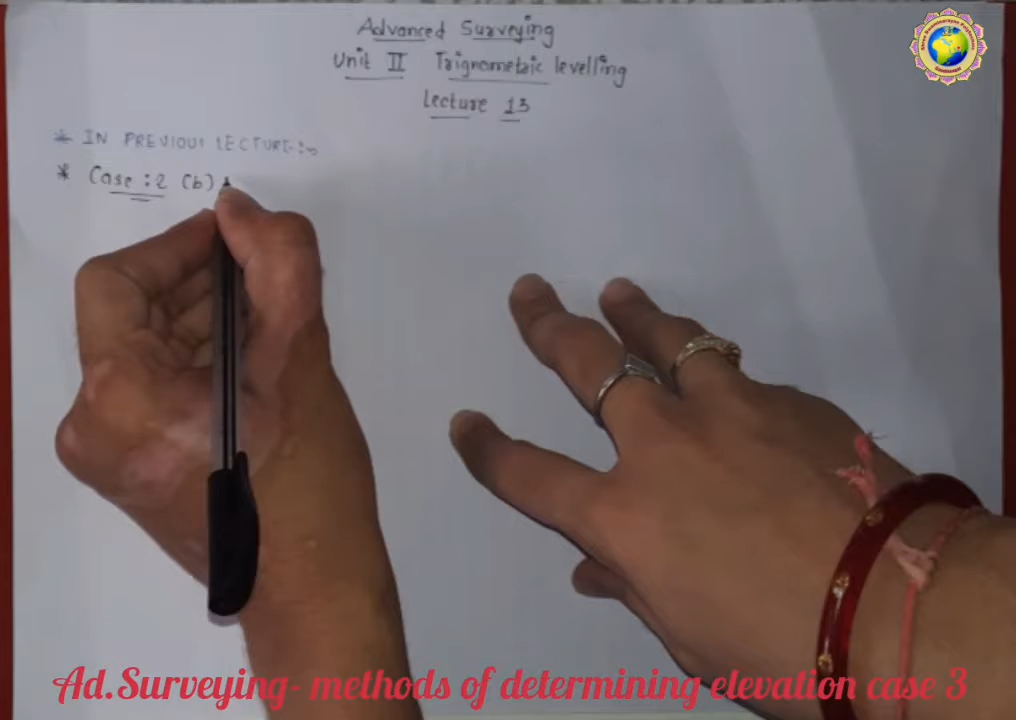 Advanced Surveying
Unit II Trignometric levelling
Lecture 13
* IN PREVIOUS LECTURE:-
* Case : 2 (b)
Ad.Surveying- methods of determining elevation case 3